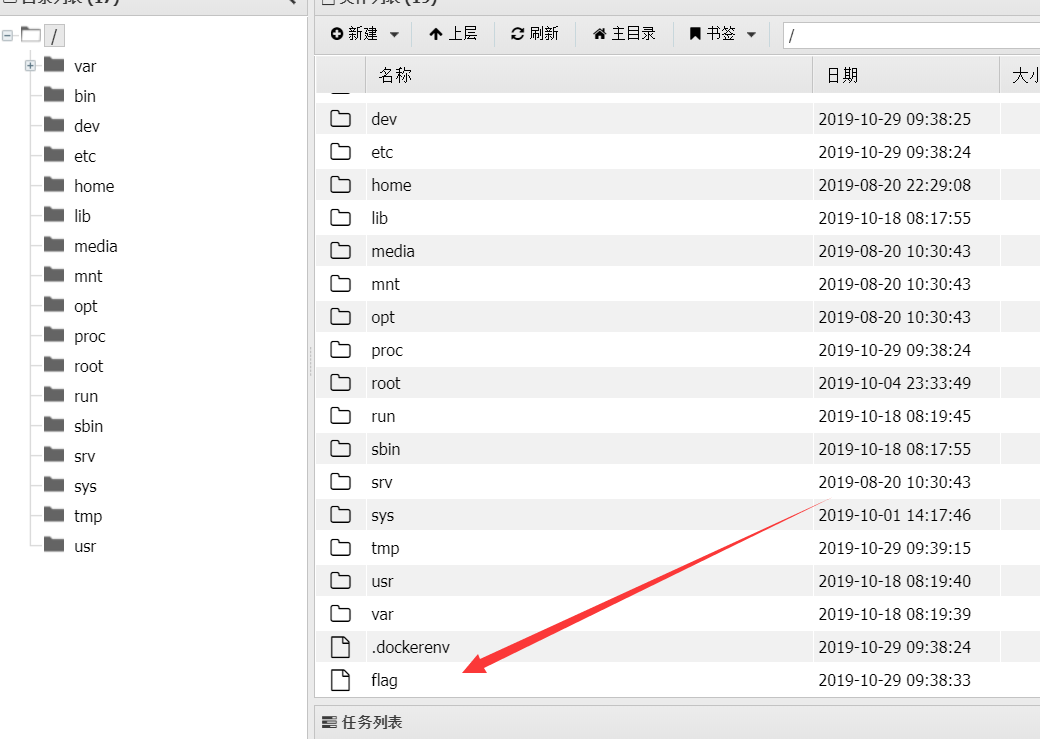 /
var
bin
dev
etc
home
lib
media
mnt
opt
proc
root
run
sbin
srv
sys
tmp
usr
新建 上层 刷新 主目录 书签 /
名称 日期 大小
dev 2019-10-29 09:38:25
etc 2019-10-29 09:38:24
home 2019-08-20 22:29:08
lib 2019-10-18 08:17:55
media 2019-08-20 10:30:43
mnt 2019-08-20 10:30:43
opt 2019-08-20 10:30:43
proc 2019-10-29 09:38:24
root 2019-10-04 23:33:49
run 2019-10-18 08:19:45
sbin 2019-10-18 08:17:55
srv 2019-08-20 10:30:43
sys 2019-10-01 14:17:46
tmp 2019-10-29 09:39:15
usr 2019-10-18 08:19:40
var 2019-10-18 08:19:39
.dockerenv 2019-10-29 09:38:24
flag 2019-10-29 09:38:33
任务列表